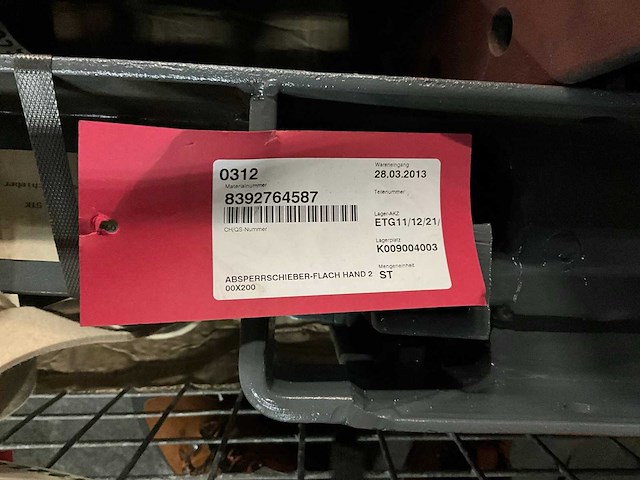 0312
Materialnummer
8392764587
CH/QS-Nummer
ABSPERRSCHIEBER-FLACH HAND 2
00X200
Wareneingang
28.03.2013
Teilenummer
Lager-AKZ
ETG11/12/21/
Lagerplatz
K009004003
Mengeneinheit
ST